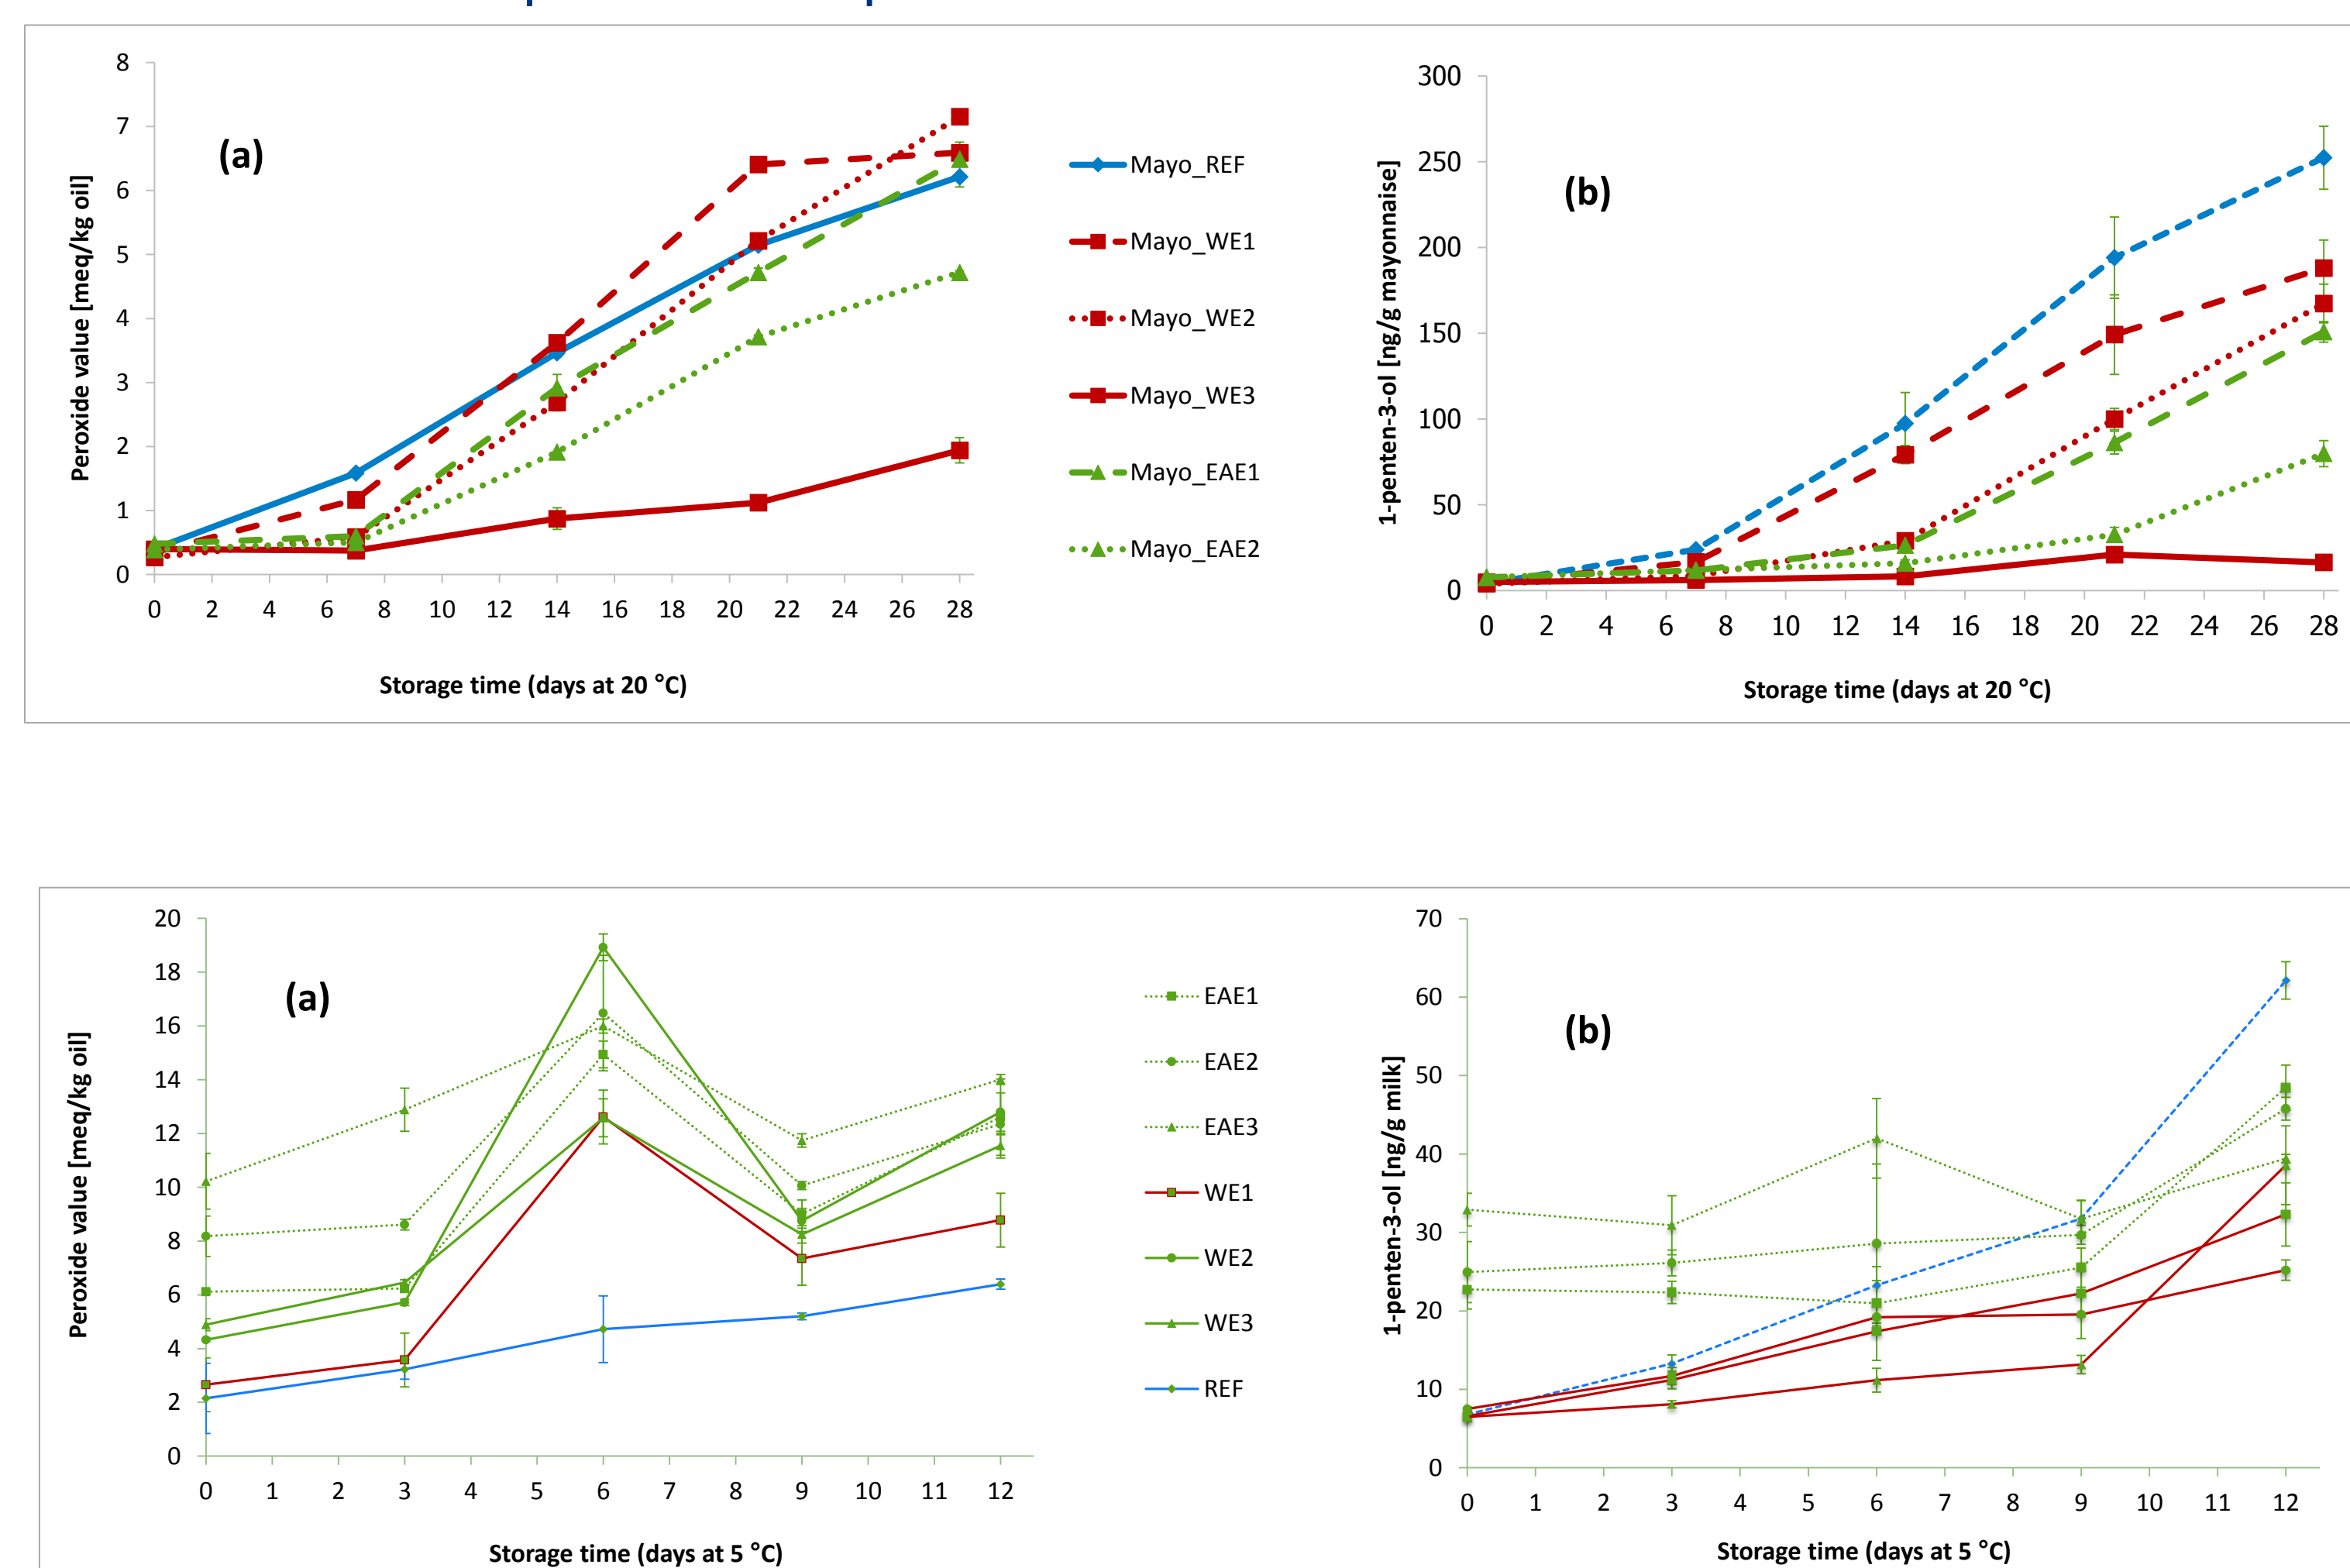 8
7
6
5
4
3
2
1
0
(a)
Peroxide value [meq/kg oil]
0 2 4 6 8 10 12 14 16 18 20 22 24 26 28
Storage time (days at 20 °C)
Mayo_REF
Mayo_WE1
Mayo_WE2
Mayo_WE3
Mayo_EAE1
Mayo_EAE2
300
250
200
150
100
50
0
(b)
1-penten-3-ol [ng/g mayonnaise]
0 2 4 6 8 10 12 14 16 18 20 22 24 26 28
Storage time (days at 20 °C)
20
18
16
14
12
10
8
6
4
2
0
(a)
Peroxide value [meq/kg oil]
0 1 2 3 4 5 6 7 8 9 10 11 12
Storage time (days at 5 °C)
EAE1
EAE2
EAE3
WE1
WE2
WE3
REF
70
60
50
40
30
20
10
0
(b)
1-penten-3-ol [ng/g milk]
0 1 2 3 4 5 6 7 8 9 10 11 12
Storage time (days at 5 °C)